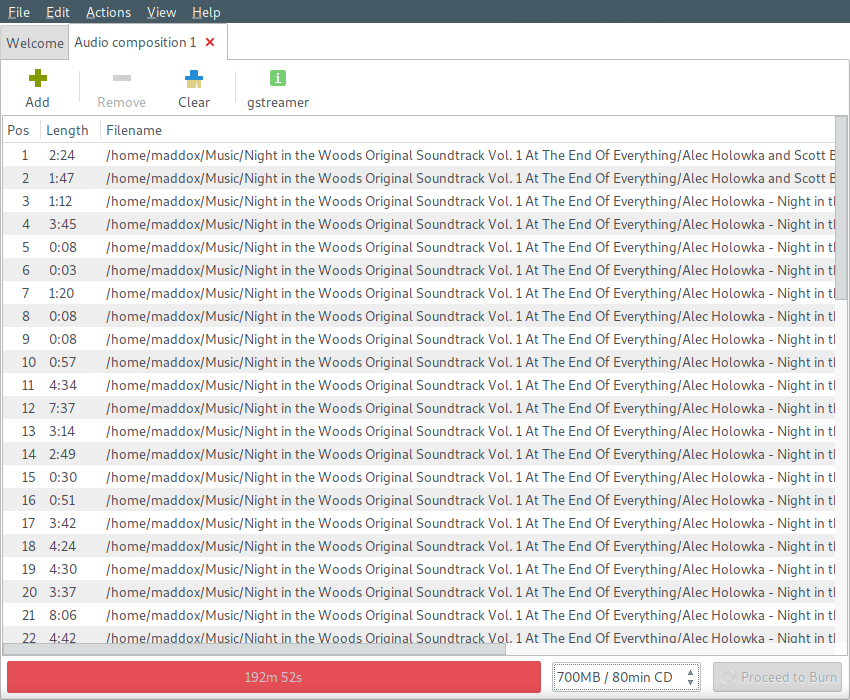 File Edit Actions View Help
Welcome Audio composition 1
Add Remove Clear gstreamer
Pos Length Filename
1 2:24 /home/maddox/Music/Night in the Woods Original Soundtrack Vol. 1 At The End Of Everything/Alec Holowka and Scott B
2 1:47 /home/maddox/Music/Night in the Woods Original Soundtrack Vol. 1 At The End Of Everything/Alec Holowka and Scott B
3 1:12 /home/maddox/Music/Night in the Woods Original Soundtrack Vol. 1 At The End Of Everything/Alec Holowka - Night in th
4 3:45 /home/maddox/Music/Night in the Woods Original Soundtrack Vol. 1 At The End Of Everything/Alec Holowka - Night in th
5 0:08 /home/maddox/Music/Night in the Woods Original Soundtrack Vol. 1 At The End Of Everything/Alec Holowka - Night in th
6 0:03 /home/maddox/Music/Night in the Woods Original Soundtrack Vol. 1 At The End Of Everything/Alec Holowka - Night in th
7 1:20 /home/maddox/Music/Night in the Woods Original Soundtrack Vol. 1 At The End Of Everything/Alec Holowka - Night in th
8 0:08 /home/maddox/Music/Night in the Woods Original Soundtrack Vol. 1 At The End Of Everything/Alec Holowka - Night in th
9 0:08 /home/maddox/Music/Night in the Woods Original Soundtrack Vol. 1 At The End Of Everything/Alec Holowka - Night in th
10 0:57 /home/maddox/Music/Night in the Woods Original Soundtrack Vol. 1 At The End Of Everything/Alec Holowka - Night in th
11 4:34 /home/maddox/Music/Night in the Woods Original Soundtrack Vol. 1 At The End Of Everything/Alec Holowka - Night in th
12 7:37 /home/maddox/Music/Night in the Woods Original Soundtrack Vol. 1 At The End Of Everything/Alec Holowka - Night in th
13 3:14 /home/maddox/Music/Night in the Woods Original Soundtrack Vol. 1 At The End Of Everything/Alec Holowka - Night in th
14 2:49 /home/maddox/Music/Night in the Woods Original Soundtrack Vol. 1 At The End Of Everything/Alec Holowka - Night in th
15 0:30 /home/maddox/Music/Night in the Woods Original Soundtrack Vol. 1 At The End Of Everything/Alec Holowka - Night in th
16 0:51 /home/maddox/Music/Night in the Woods Original Soundtrack Vol. 1 At The End Of Everything/Alec Holowka - Night in th
17 3:42 /home/maddox/Music/Night in the Woods Original Soundtrack Vol. 1 At The End Of Everything/Alec Holowka - Night in th
18 4:24 /home/maddox/Music/Night in the Woods Original Soundtrack Vol. 1 At The End Of Everything/Alec Holowka - Night in th
19 4:30 /home/maddox/Music/Night in the Woods Original Soundtrack Vol. 1 At The End Of Everything/Alec Holowka - Night in th
20 3:37 /home/maddox/Music/Night in the Woods Original Soundtrack Vol. 1 At The End Of Everything/Alec Holowka - Night in th
21 8:06 /home/maddox/Music/Night in the Woods Original Soundtrack Vol. 1 At The End Of Everything/Alec Holowka - Night in th
22 4:42 /home/maddox/Music/Night in the Woods Original Soundtrack Vol. 1 At The End Of Everything/Alec Holowka - Night in th
192m 52s 700MB / 80min CD Proceed to Burn